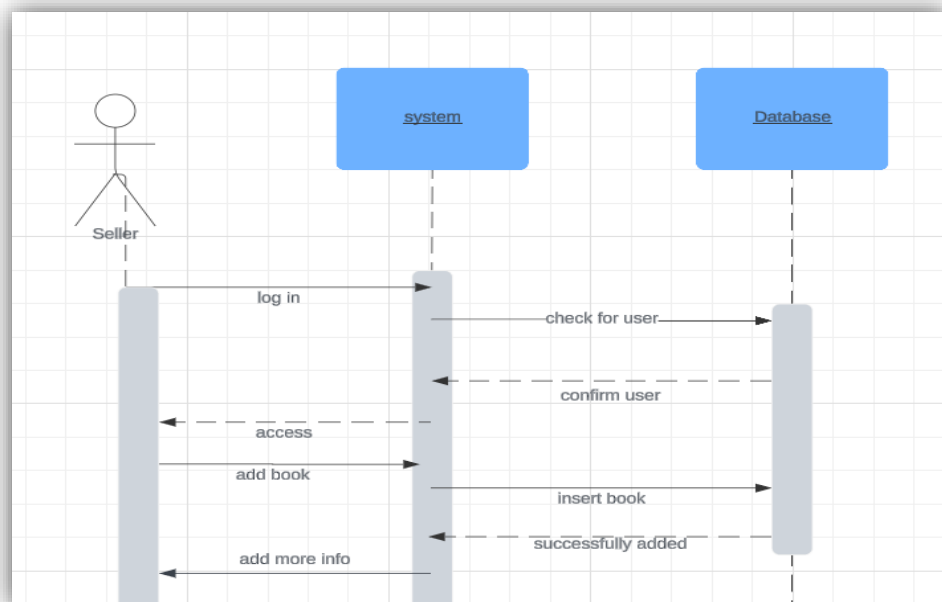 system
Database
Seller
log in
check for user
confirm user
access
add book
insert book
successfully added
add more info